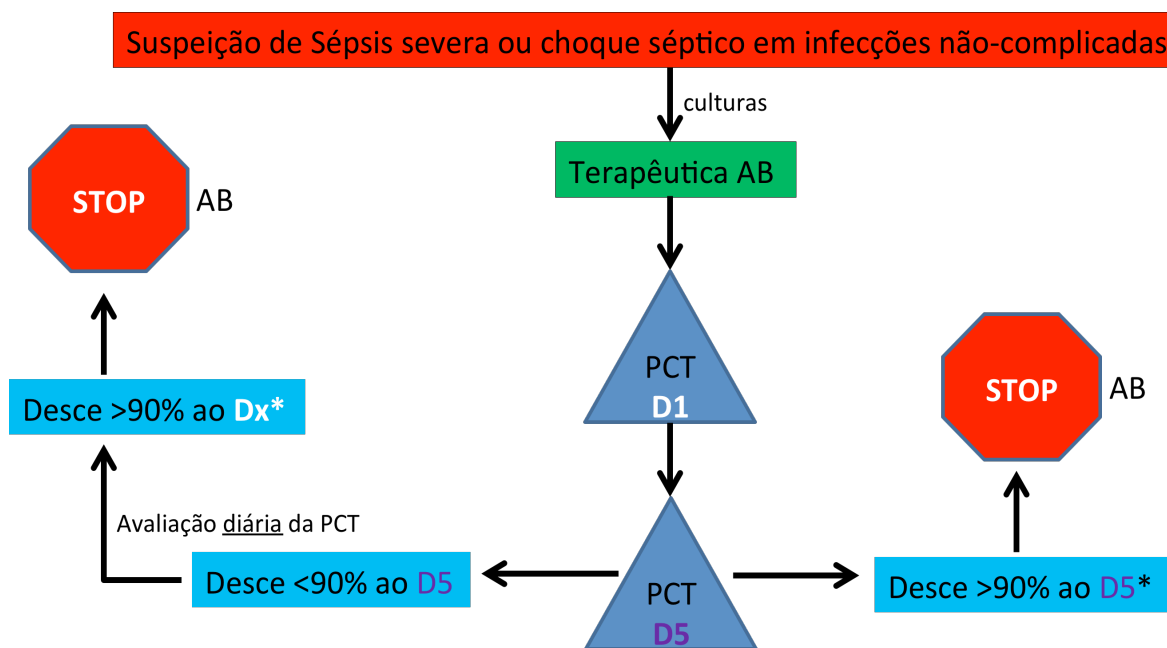 Suspeição de Sépsis severa ou choque séptico em infecções não-complicadas
culturas
Terapêutica AB
STOP
AB
PCT
D1
Desce >90% ao Dx*
STOP
AB
Avaliação diária da PCT
Desce <90% ao D5
PCT
D5
Desce >90% ao D5*